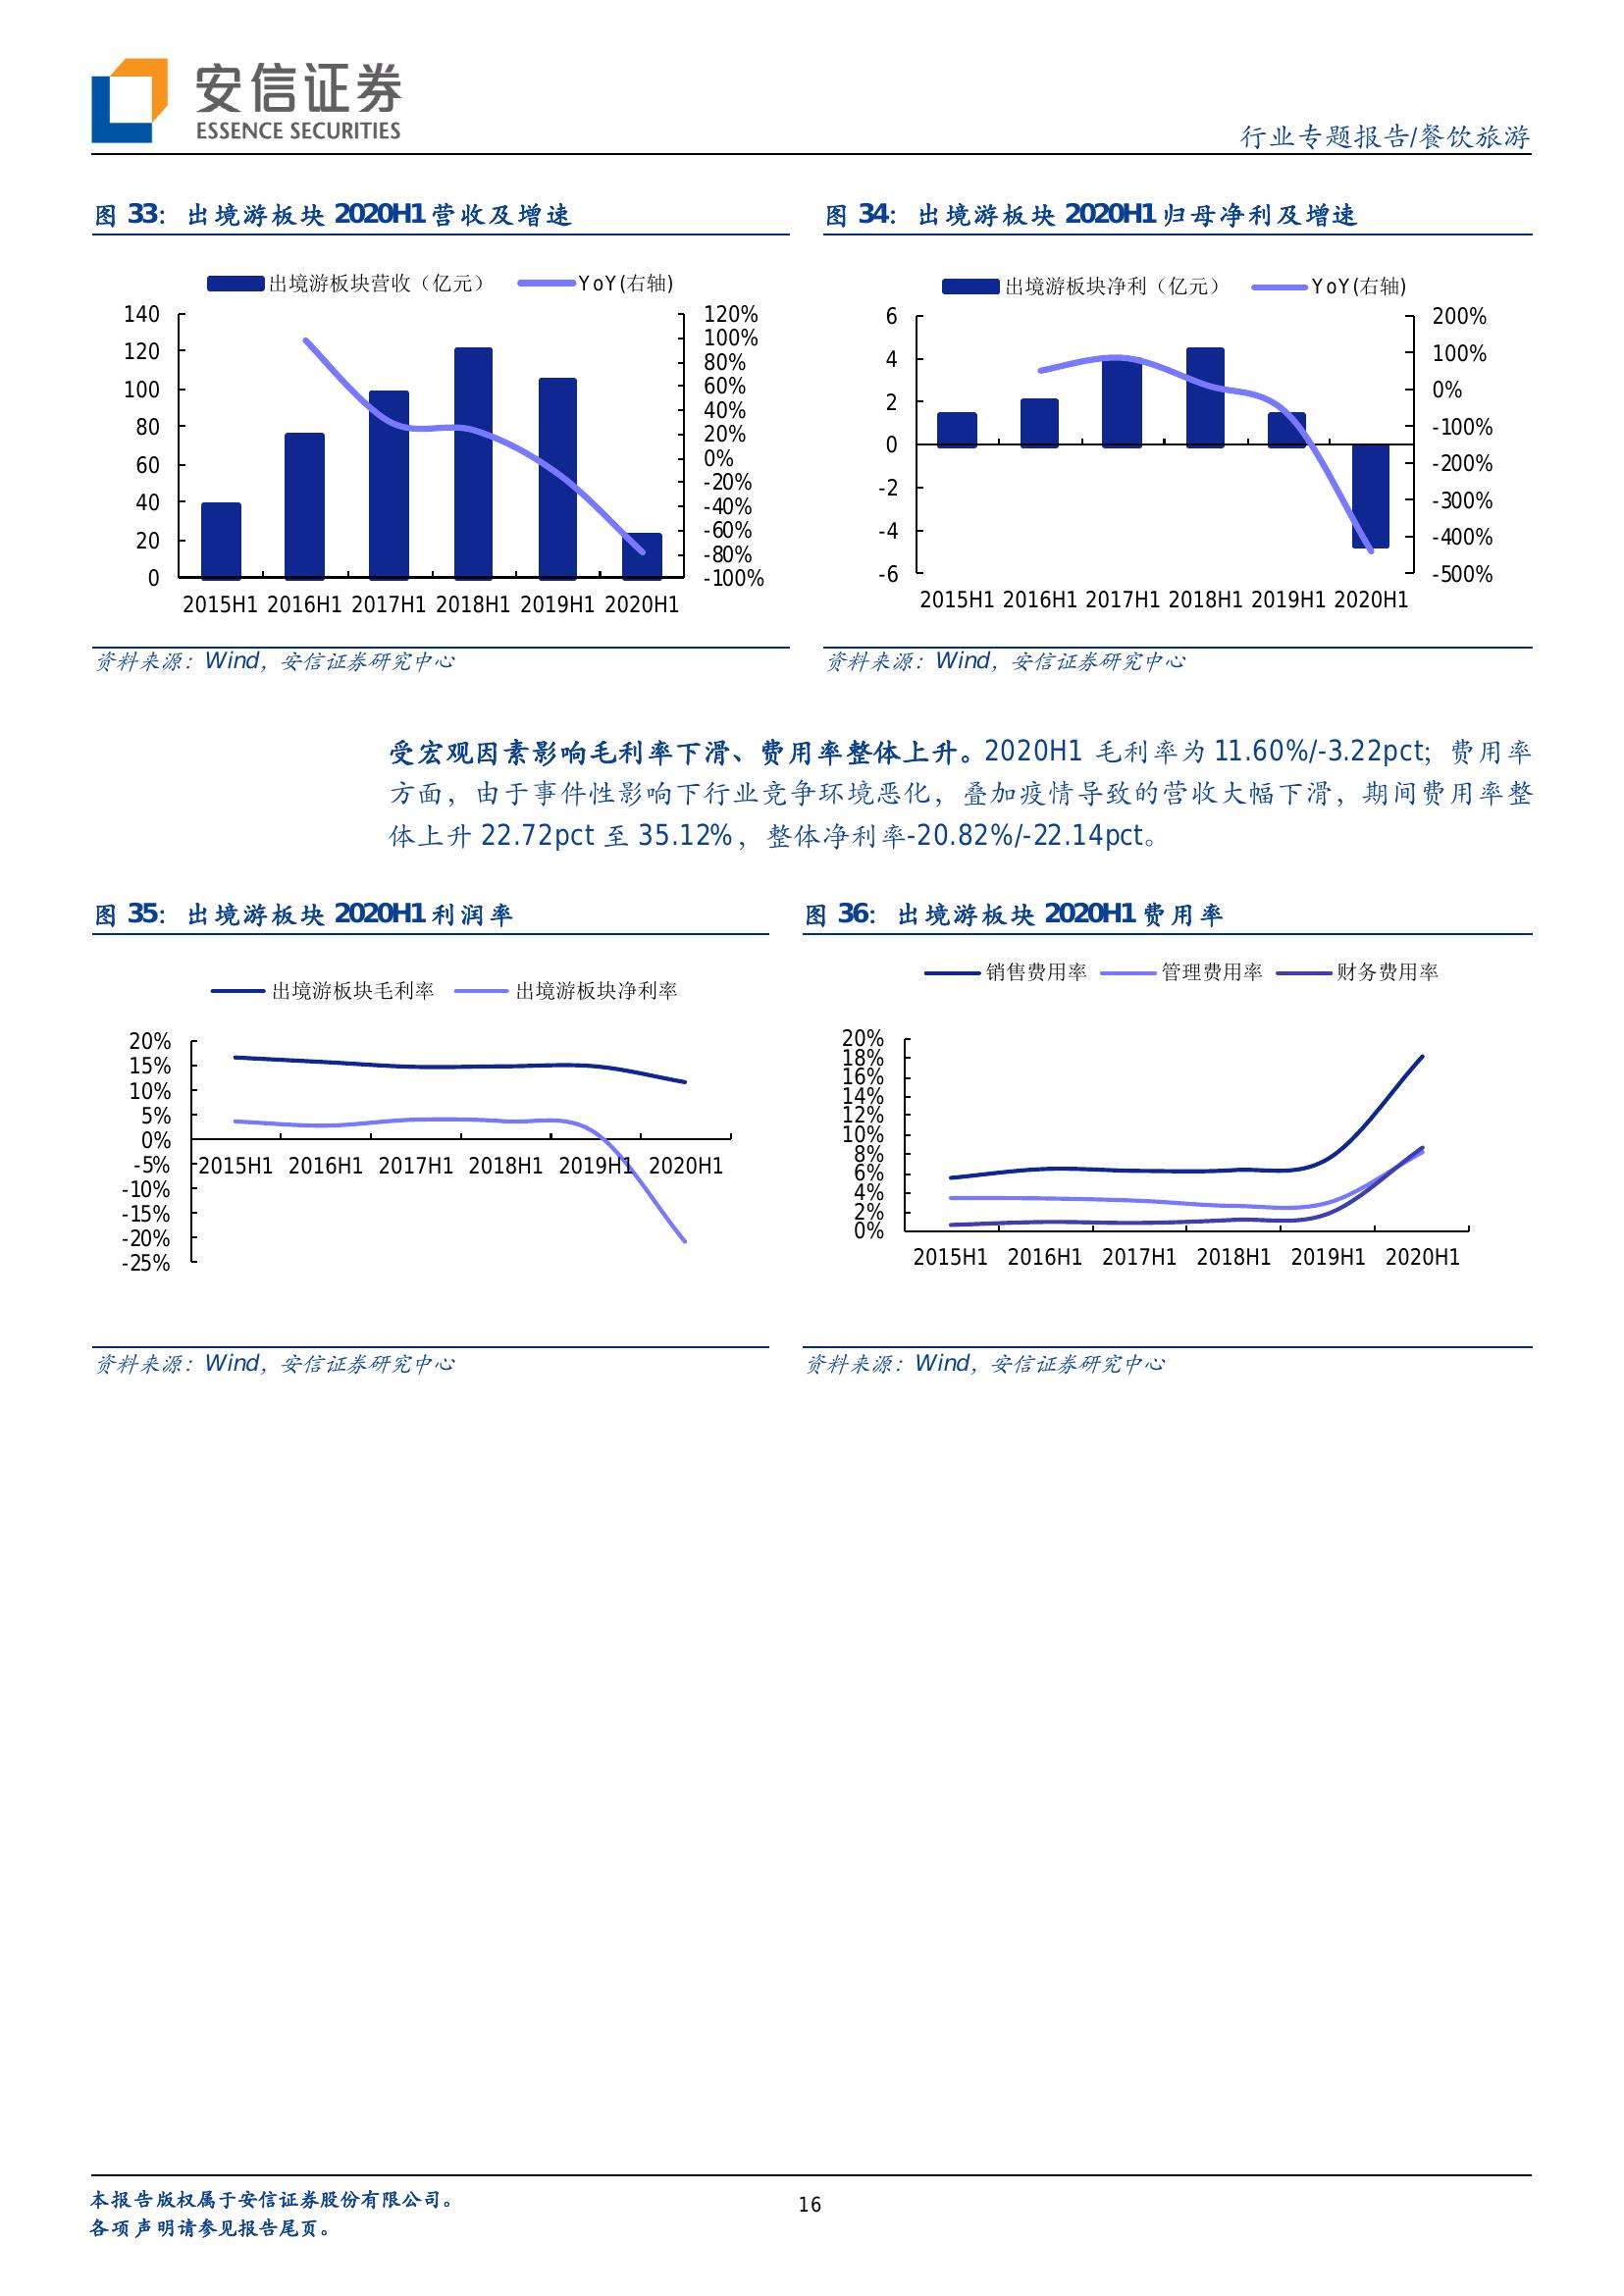 安信证券
ESSENCE SECURITIES
行业专题报告/餐饮旅游
图 33：出境游板块 2020H1 营收及增速
出境游板块营收（亿元） YoY(右轴)
140
120
100
80
60
40
20
0
120%
100%
80%
60%
40%
20%
0%
-20%
-40%
-60%
-80%
-100%
2015H1 2016H1 2017H1 2018H1 2019H1 2020H1
资料来源：Wind，安信证券研究中心
图 34：出境游板块 2020H1 归母净利及增速
出境游板块净利（亿元） YoY(右轴)
6
4
2
0
-2
-4
-6
200%
100%
0%
-100%
-200%
-300%
-400%
-500%
2015H1 2016H1 2017H1 2018H1 2019H1 2020H1
资料来源：Wind，安信证券研究中心
受宏观因素影响毛利率下滑、费用率整体上升。2020H1 毛利率为 11.60%/-3.22pct；费用率
方面，由于事件性影响下行业竞争环境恶化，叠加疫情导致的营收大幅下滑，期间费用率整
体上升 22.72pct 至 35.12%，整体净利率-20.82%/-22.14pct。
图 35：出境游板块 2020H1 利润率
出境游板块毛利率 出境游板块净利率
20%
15%
10%
5%
0%
-5%
-10%
-15%
-20%
-25%
2015H1 2016H1 2017H1 2018H1 2019H1 2020H1
资料来源：Wind，安信证券研究中心
图 36：出境游板块 2020H1 费用率
销售费用率 管理费用率 财务费用率
20%
18%
16%
14%
12%
10%
8%
6%
4%
2%
0%
2015H1 2016H1 2017H1 2018H1 2019H1 2020H1
资料来源：Wind，安信证券研究中心
本报告版权属于安信证券股份有限公司。
各项声明请参见报告尾页。
16